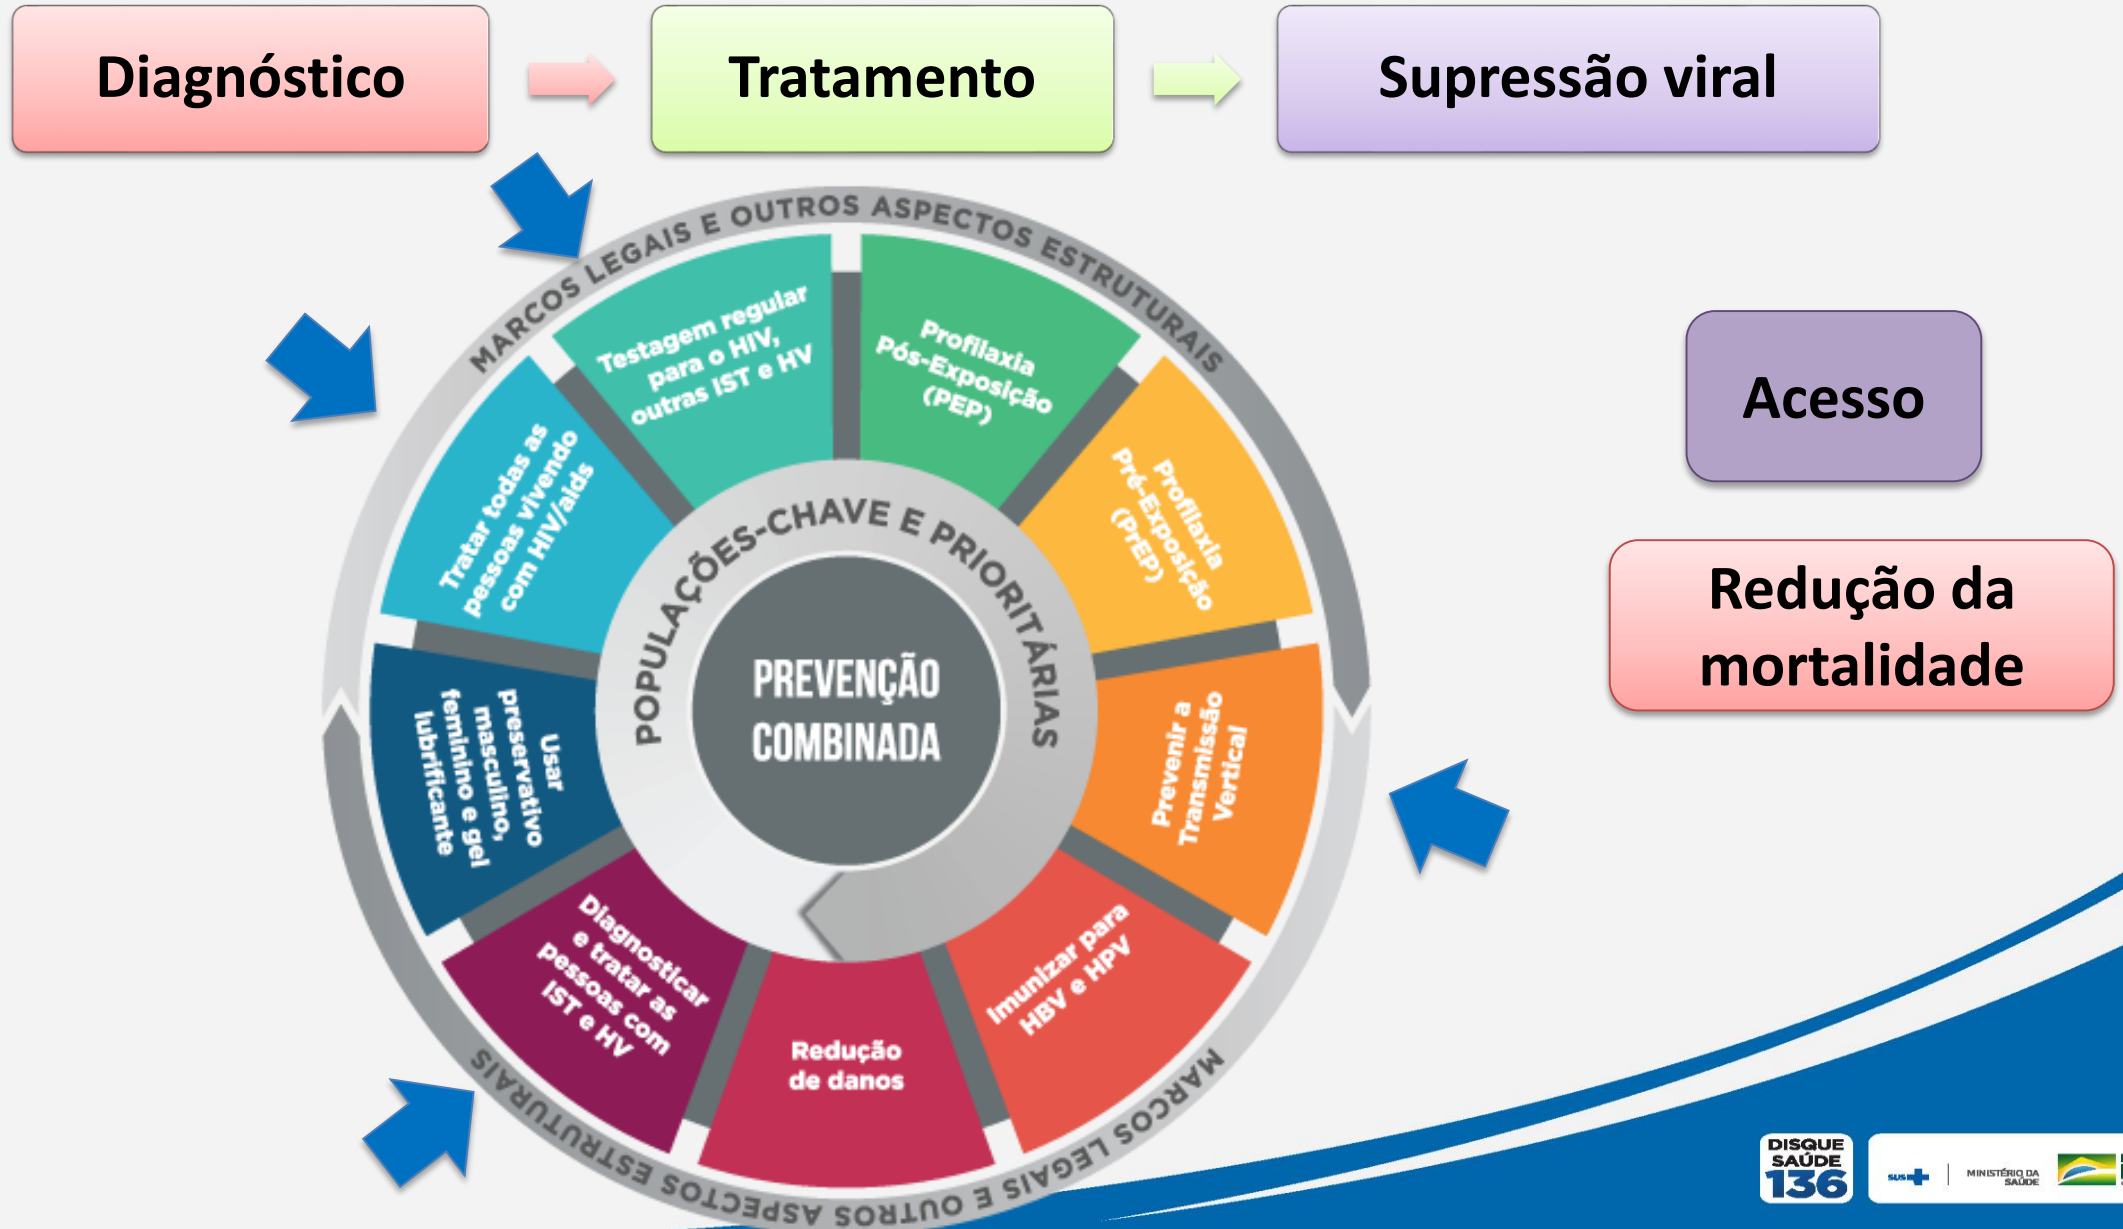 Diagnóstico
Tratamento
Supressão viral
MARCOS LEGAIS E OUTROS ASPECTOS ESTRUTURAIS
Testagem regular
para o HIV,
outras IST e HV
Profilaxia
Pós-Exposição
(PEP)
Profilaxia
Pré-Exposição
(PrEP)
Prevenir a
Transmissão
Vertical
Imunizar para
HBV e HPV
Redução
de danos
Diagnosticar
e tratar as
pessoas com
IST e HV
Usar
preservativo
masculino,
feminino e gel
lubrificante
Tratar todas as
pessoas vivendo
com HIV/aids
POPULAÇÕES-CHAVE E PRIORITÁRIAS
PREVENÇÃO
COMBINADA
MARCOS LEGAIS E OUTROS ASPECTOS ESTRUTURAIS
Acesso
Redução da
mortalidade
DISQUE
SAÚDE
136
SUS
MINISTÉRIO DA
SAÚDE